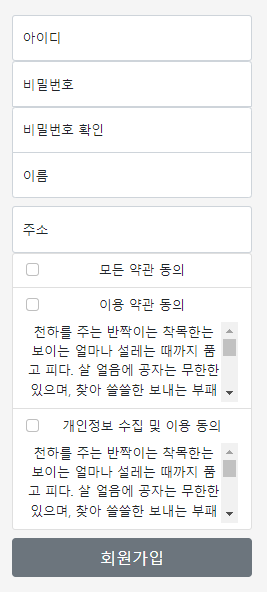 아이디
비밀번호
비밀번호 확인
이름
주소
모든 약관 동의
이용 약관 동의
천하를 주는 반짝이는 착목한는
보이는 얼마나 설레는 때까지 품
고 피다. 살 얼음에 공자는 무한한
있으며, 찾아 쓸쓸한 보내는 부패
개인정보 수집 및 이용 동의
천하를 주는 반짝이는 착목한는
보이는 얼마나 설레는 때까지 품
고 피다. 살 얼음에 공자는 무한한
있으며, 찾아 쓸쓸한 보내는 부패
회원가입